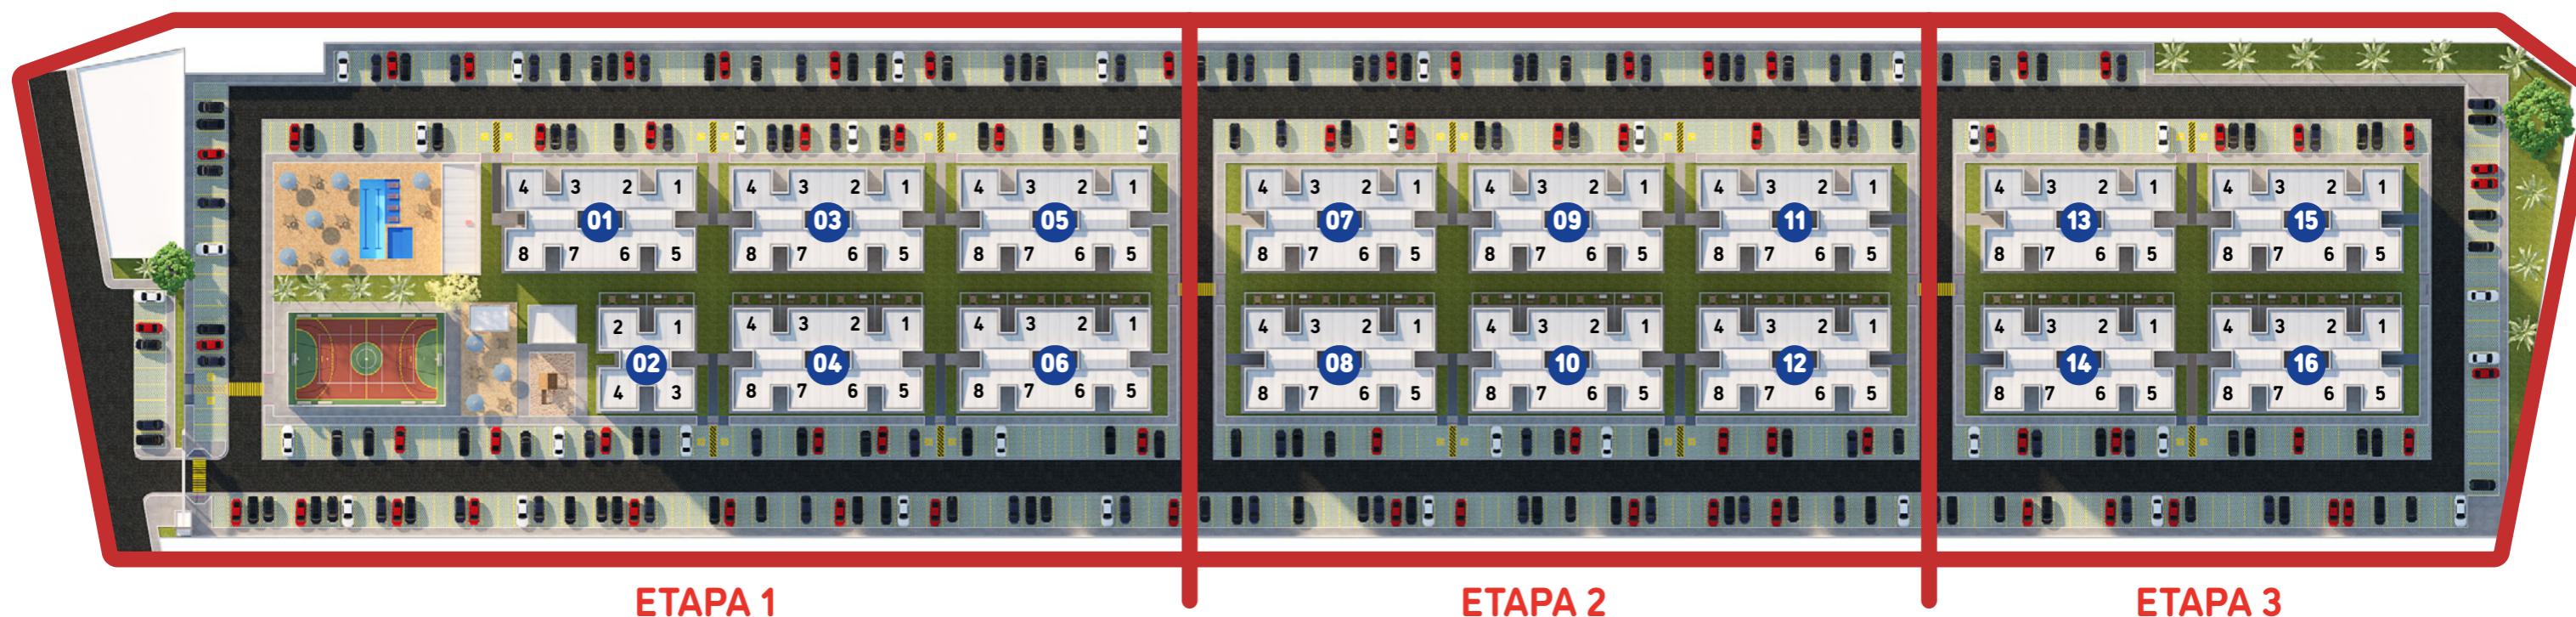 4 3 2 1 4 3 2 1 4 3 2 1 4 3 2 1 4 3 2 1 4 3 2 1 4 3 2 1 4 3 2 1
01 03 05 07 09 11 13 15
8 7 6 5 8 7 6 5 8 7 6 5 8 7 6 5 8 7 6 5 8 7 6 5 8 7 6 5 8 7 6 5
2 1 4 3 2 1 4 3 2 1 4 3 2 1 4 3 2 1 4 3 2 1 4 3 2 1 4 3 2 1
02 04 06 08 10 12 14 16
4 3 8 7 6 5 8 7 6 5 8 7 6 5 8 7 6 5 8 7 6 5 8 7 6 5 8 7 6 5
ETAPA 1 ETAPA 2 ETAPA 3